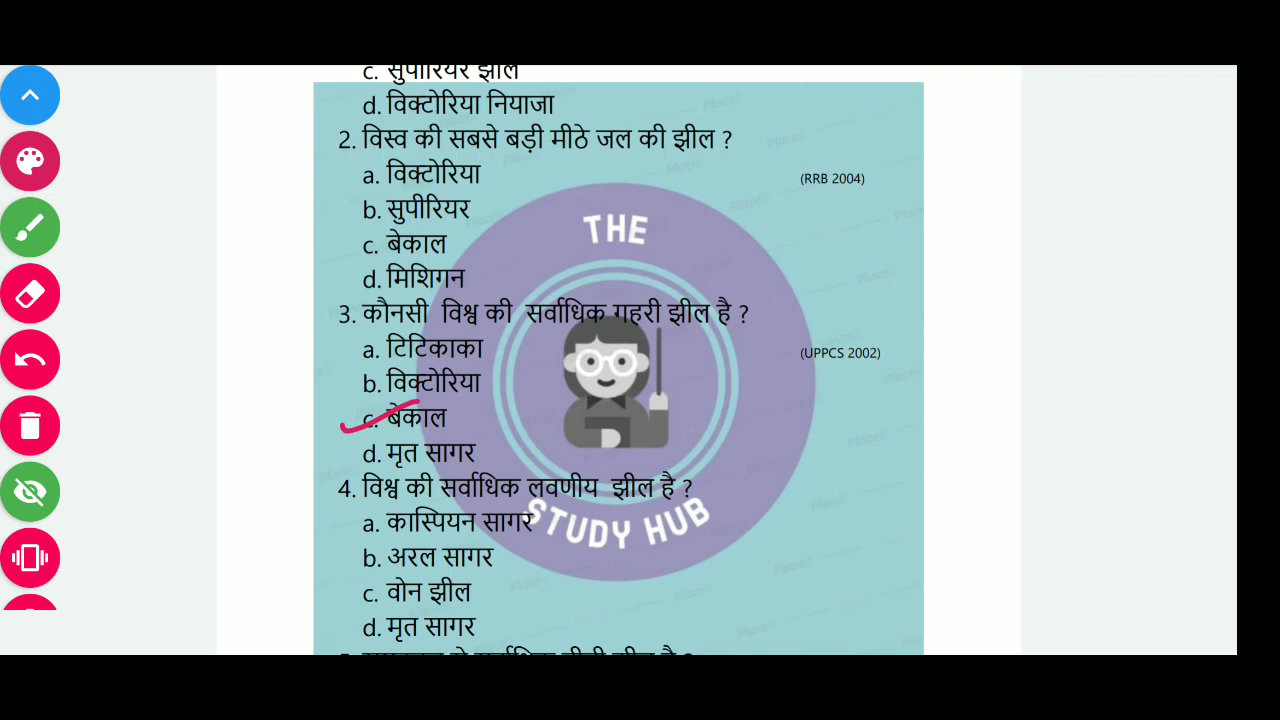 c. सुपीरियर झील
d. विक्टोरिया नियाजा
2. विस्व की सबसे बड़ी मीठे जल की झील ?
a. विक्टोरिया
(RRB 2004)
b. सुपीरियर
c. बेकाल
d. मिशिगन
3. कौनसी विश्व की सर्वाधिक गहरी झील है ?
a. टिटिकाका
(UPPCS 2002)
b. विक्टोरिया
c. बेकाल
d. मृत सागर
4. विश्व की सर्वाधिक लवणीय झील है ?
a. कास्पियन सागर
b. अरल सागर
c. वोन झील
d. मृत सागर
THE
STUDY HUB